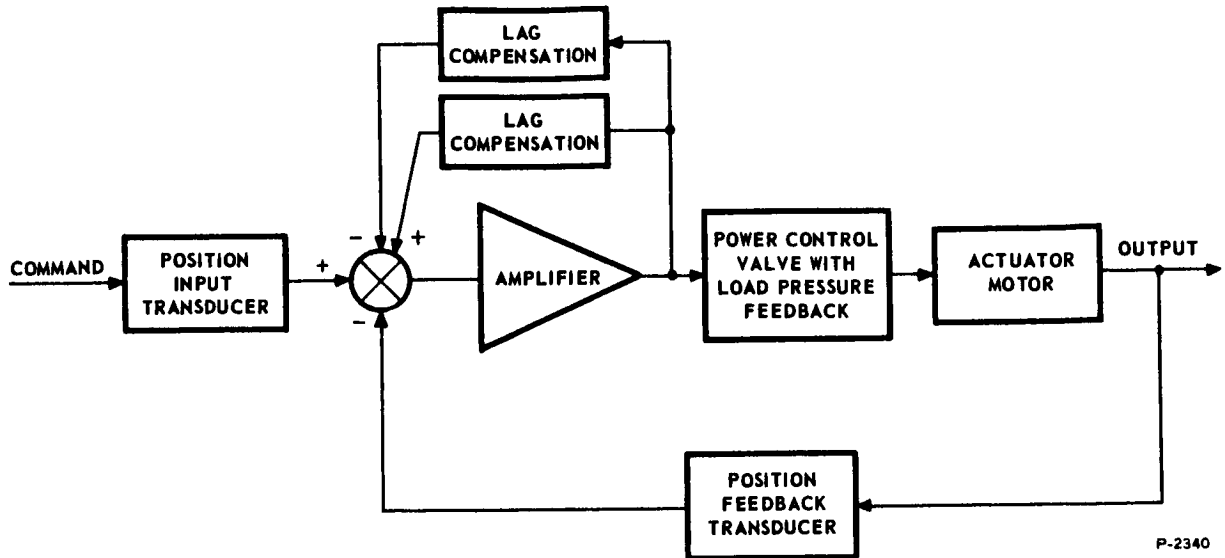 LAG
COMPENSATION
LAG
COMPENSATION
-
+
COMMAND
POSITION
INPUT
TRANSDUCER
+
-
AMPLIFIER
POWER CONTROL
VALVE WITH
LOAD PRESSURE
FEEDBACK
ACTUATOR
MOTOR
OUTPUT
POSITION
FEEDBACK
TRANSDUCER
P-2340